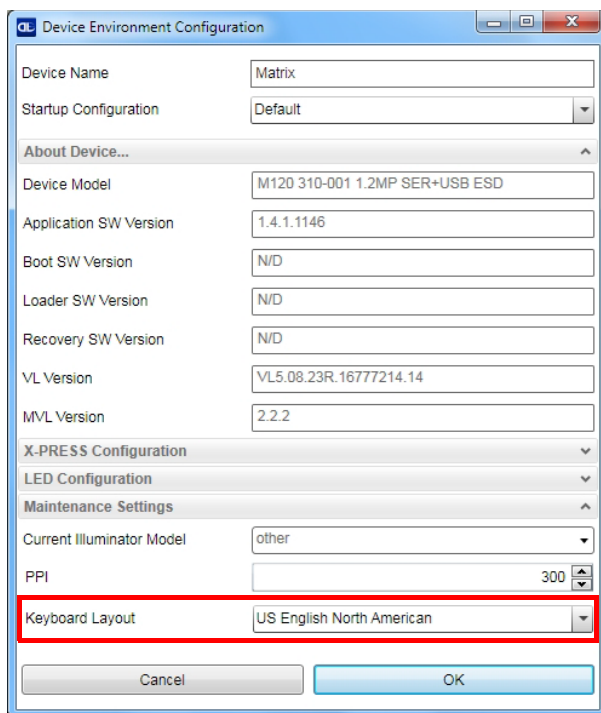 Device Environment Configuration
Device Name Matrix
Startup Configuration Default
About Device...
Device Model M120 310-001 1.2MP SER+USB ESD
Application SW Version 1.4.1.1146
Boot SW Version N/D
Loader SW Version N/D
Recovery SW Version N/D
VL Version VL5.08.23R.16777214.14
MVL Version 2.2.2
X-PRESS Configuration
LED Configuration
Maintenance Settings
Current Illuminator Model other
PPI 300
Keyboard Layout US English North American
Cancel OK